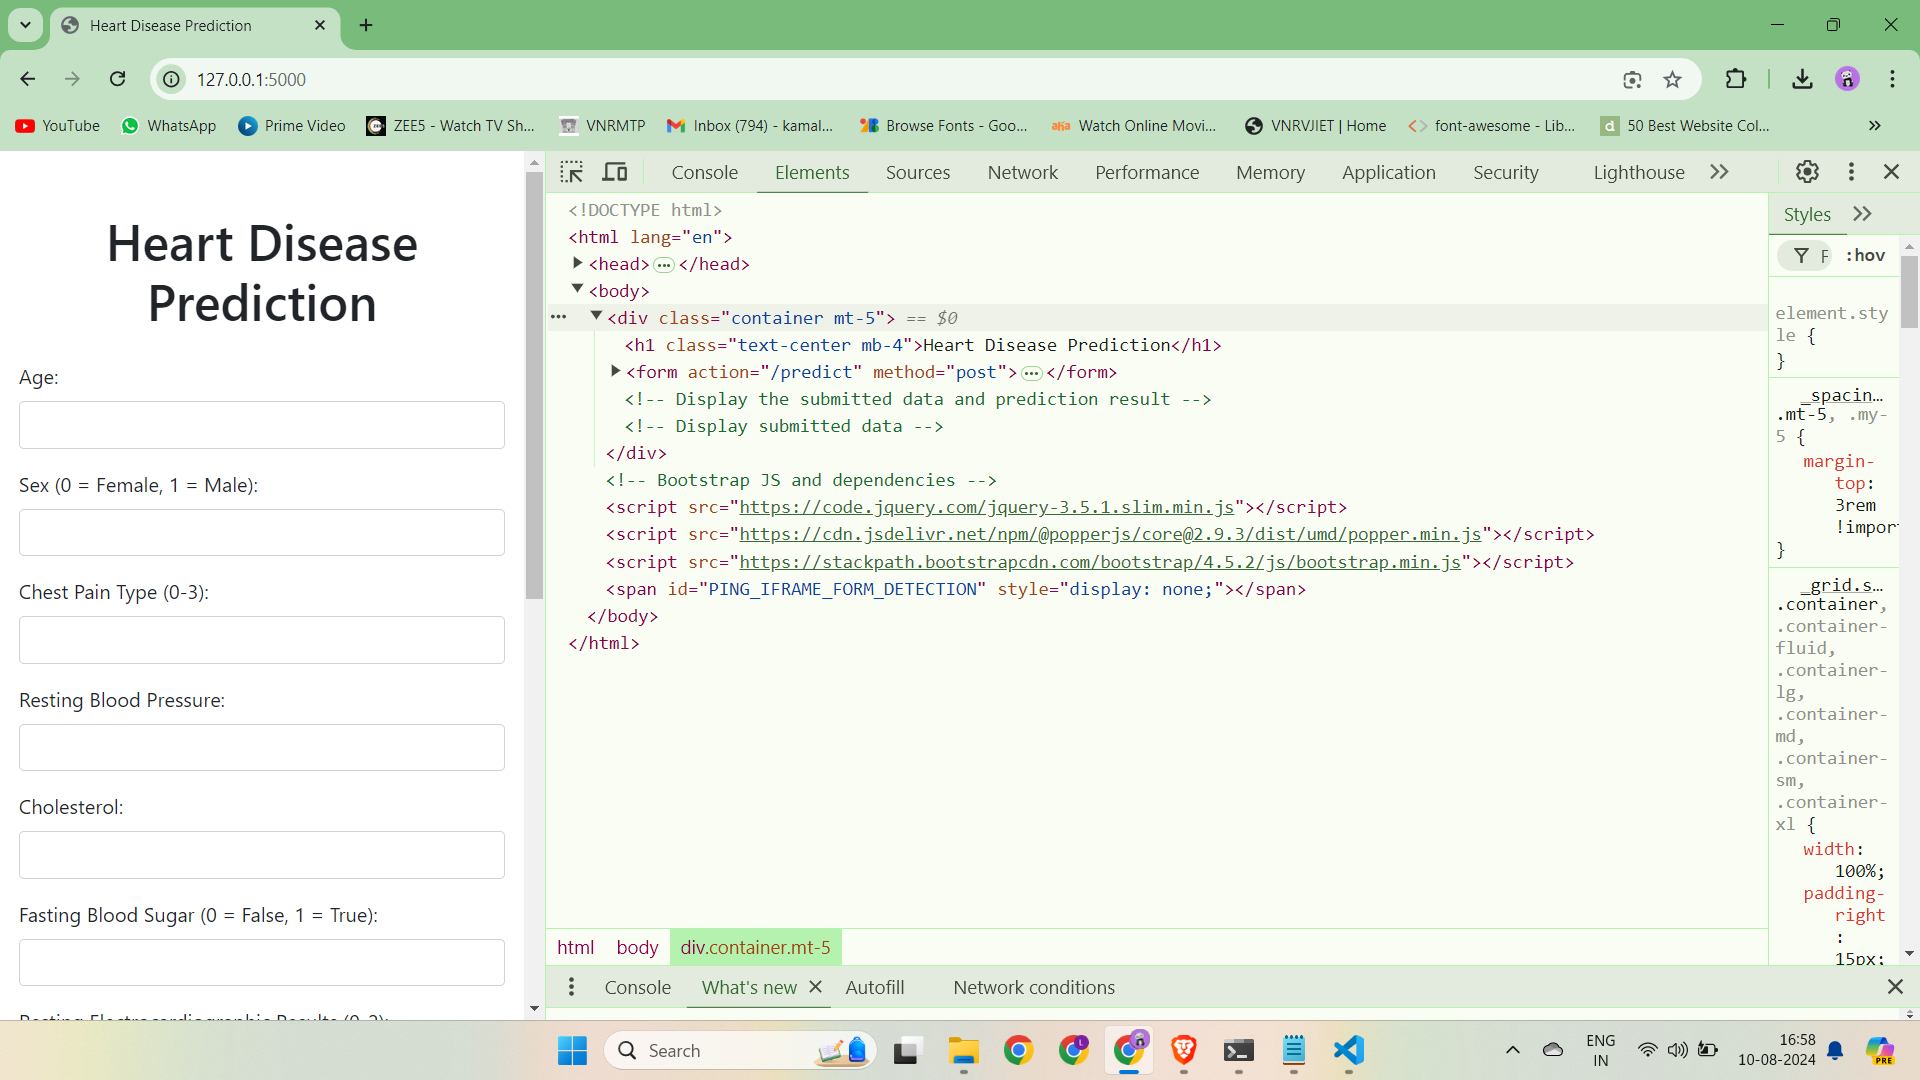 Heart Disease Prediction
127.0.0.1:5000
YouTube WhatsApp Prime Video ZEE5 - Watch TV Sh... VNRMTP Inbox (794) - kamal... Browse Fonts - Goo... aha Watch Online Movi... VNRVJIET | Home font-awesome - Lib... d 50 Best Website Col...
Heart Disease
Prediction
Age:
Sex (0 = Female, 1 = Male):
Chest Pain Type (0-3):
Resting Blood Pressure:
Cholesterol:
Fasting Blood Sugar (0 = False, 1 = True):
Resting Electrocardiographic Results (0-2):
Console Elements Sources Network Performance Memory Application Security Lighthouse
<!DOCTYPE html>
<html lang="en">
<head>…</head>
<body>
<div class="container mt-5"> == $0
<h1 class="text-center mb-4">Heart Disease Prediction</h1>
<form action="/predict" method="post">…</form>
<!-- Display the submitted data and prediction result -->
<!-- Display submitted data -->
</div>
<!-- Bootstrap JS and dependencies -->
<script src="https://code.jquery.com/jquery-3.5.1.slim.min.js"></script>
<script src="https://cdn.jsdelivr.net/npm/@popperjs/core@2.9.3/dist/umd/popper.min.js"></script>
<script src="https://stackpath.bootstrapcdn.com/bootstrap/4.5.2/js/bootstrap.min.js"></script>
<span id="PING_IFRAME_FORM_DETECTION" style="display: none;"></span>
</body>
</html>
html body div.container.mt-5
Styles
F :hov
element.sty
le {
}
_spacin…
.mt-5, .my-
5 {
margin-
top:
3rem
!impor
}
_grid.s…
.container,
.container-
fluid,
.container-
lg,
.container-
md,
.container-
sm,
.container-
xl {
width:
100%;
padding-
right
:
15px;
Console What's new Autofill Network conditions
Search
L
ENG
IN
16:58
10-08-2024
PRE